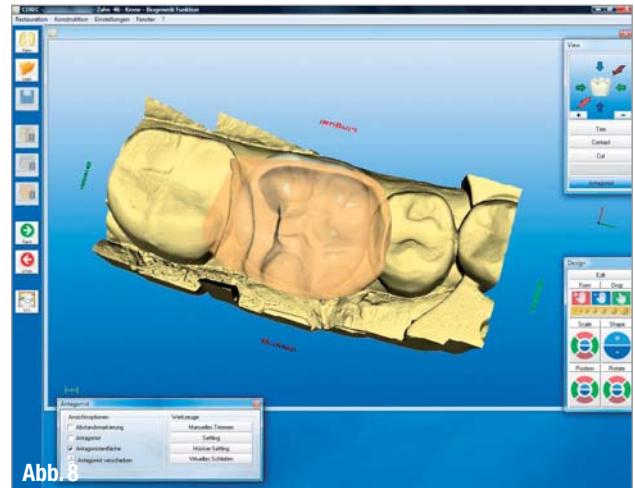 CEREC
Zahn 46 - Krone - Biogenerik Funktion
Restauration Konstruktion Einstellungen Fenster ?
View
Trim
Contact
Cut
Antagonist
Design
Edit
Form Drop
Scale Shape
Position Rotate
Antagonist
Ansichtsoptionen
Abstandsmarkierung
Antagonist
Antagonistenfläche
Antagonist verschieben
Werkzeuge
Manuelles Trimmen
Settling
Höcker-Settling
Virtuelles Schleifen
Abb. 8